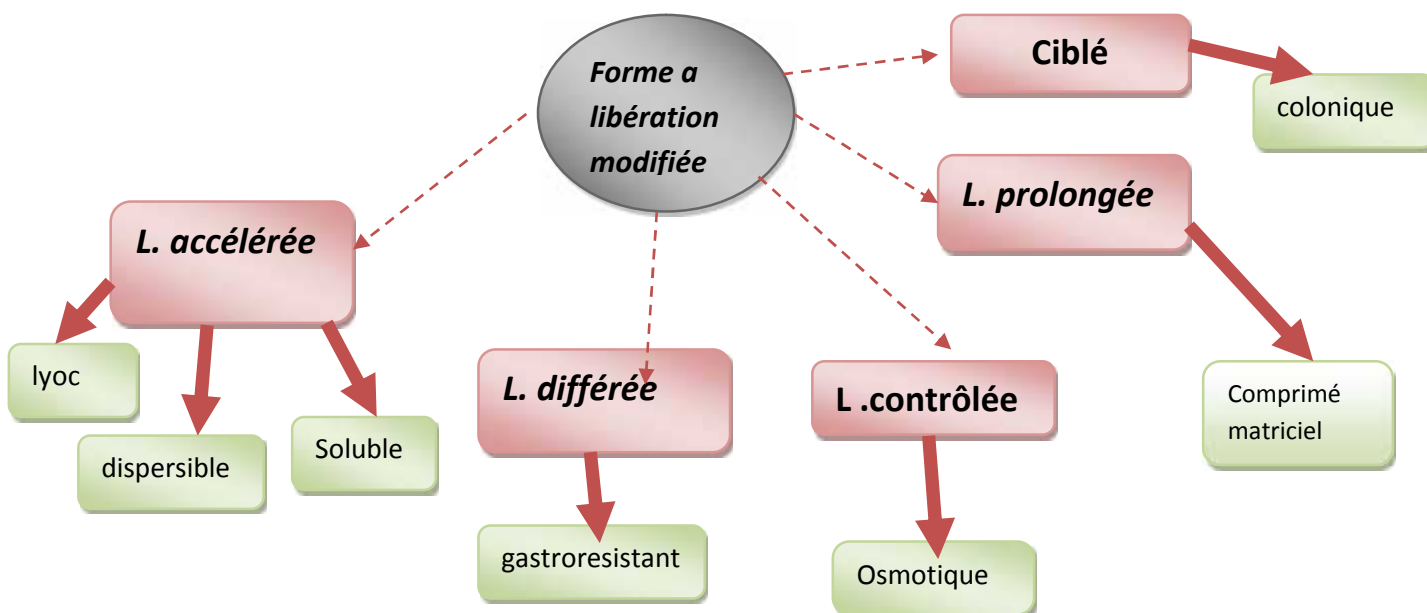 Forme a
libération
modifiée
Ciblé
colonique
L. prolongée
L. accélérée
lyoc
dispersible
Soluble
L. différée
L .contrôlée
Comprimé
matriciel
gastroresistant
Osmotique